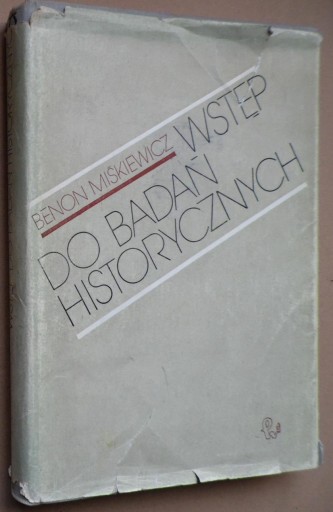 BENON MIŚKIEWICZ WSTĘP
DO BADAŃ
HISTORYCZNYCH